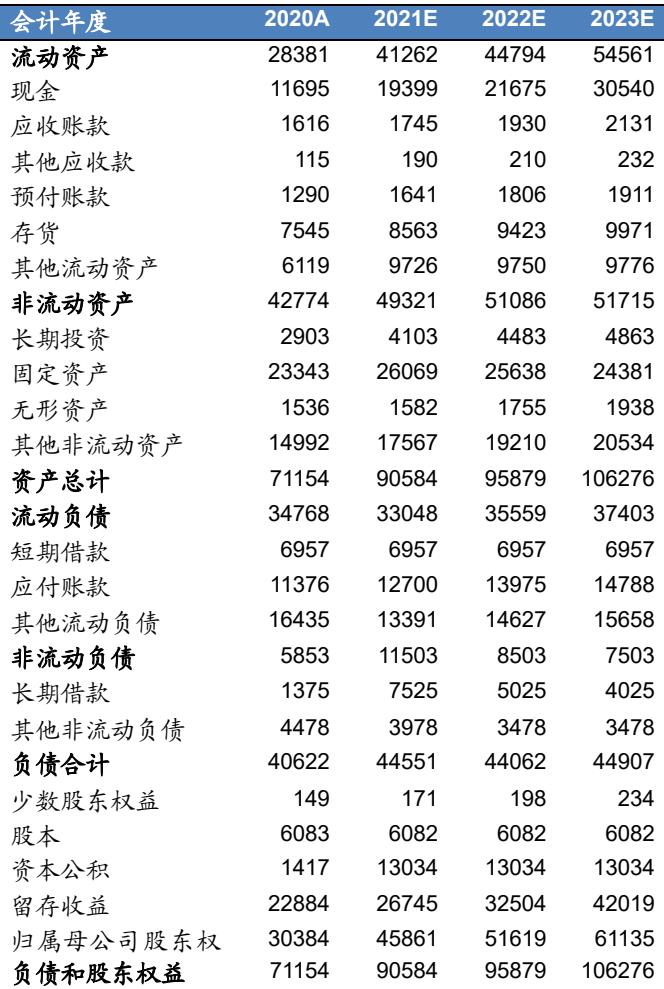 会计年度 2020A 2021E 2022E 2023E
流动资产 28381 41262 44794 54561
现金 11695 19399 21675 30540
应收账款 1616 1745 1930 2131
其他应收款 115 190 210 232
预付账款 1290 1641 1806 1911
存货 7545 8563 9423 9971
其他流动资产 6119 9726 9750 9776
非流动资产 42774 49321 51086 51715
长期投资 2903 4103 4483 4863
固定资产 23343 26069 25638 24381
无形资产 1536 1582 1755 1938
其他非流动资产 14992 17567 19210 20534
资产总计 71154 90584 95879 106276
流动负债 34768 33048 35559 37403
短期借款 6957 6957 6957 6957
应付账款 11376 12700 13975 14788
其他流动负债 16435 13391 14627 15658
非流动负债 5853 11503 8503 7503
长期借款 1375 7525 5025 4025
其他非流动负债 4478 3978 3478 3478
负债合计 40622 44551 44062 44907
少数股东权益 149 171 198 234
股本 6083 6082 6082 6082
资本公积 1417 13034 13034 13034
留存收益 22884 26745 32504 42019
归属母公司股东权 30384 45861 51619 61135
负债和股东权益 71154 90584 95879 106276